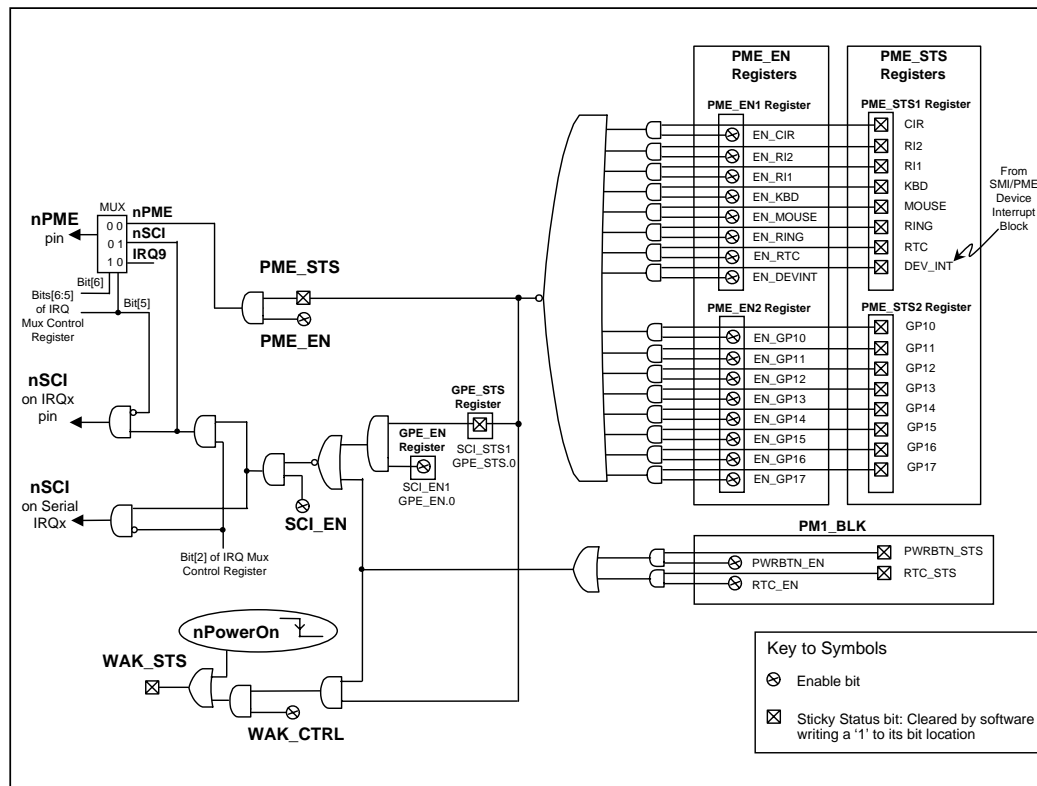 PME_EN
Registers
PME_STS
Registers
PME_EN1 Register
PME_STS1 Register
EN_CIR
EN_RI2
EN_RI1
EN_KBD
EN_MOUSE
EN_RING
EN_RTC
EN_DEVINT
CIR
RI2
RI1
KBD
MOUSE
RING
RTC
DEV_INT
From
SMI/PME
Device
Interrupt
Block
PME_EN2 Register
PME_STS2 Register
EN_GP10
EN_GP11
EN_GP12
EN_GP13
EN_GP14
EN_GP15
EN_GP16
EN_GP17
GP10
GP11
GP12
GP13
GP14
GP15
GP16
GP17
nPME
pin
MUX
0 0
0 1
1 0
nPME
nSCI
IRQ9
Bit[6]
Bits[6:5]
of IRQ
Mux Control
Register
Bit[5]
PME_STS
PME_EN
nSCI
on IRQx
pin
GPE_STS
Register
SCI_STS1
GPE_STS.0
GPE_EN
Register
SCI_EN1
GPE_EN.0
SCI_EN
nSCI
on Serial
IRQx
Bit[2] of IRQ Mux
Control Register
PM1_BLK
PWRBTN_STS
PWRBTN_EN
RTC_STS
RTC_EN
nPowerOn
WAK_STS
WAK_CTRL
Key to Symbols
Enable bit
Sticky Status bit: Cleared by software
writing a '1' to its bit location